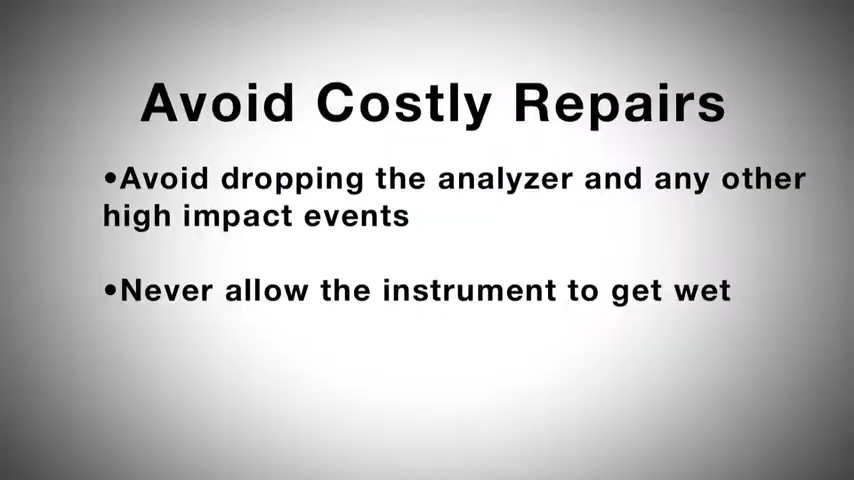 Avoid Costly Repairs
•Avoid dropping the analyzer and any other
high impact events
•Never allow the instrument to get wet